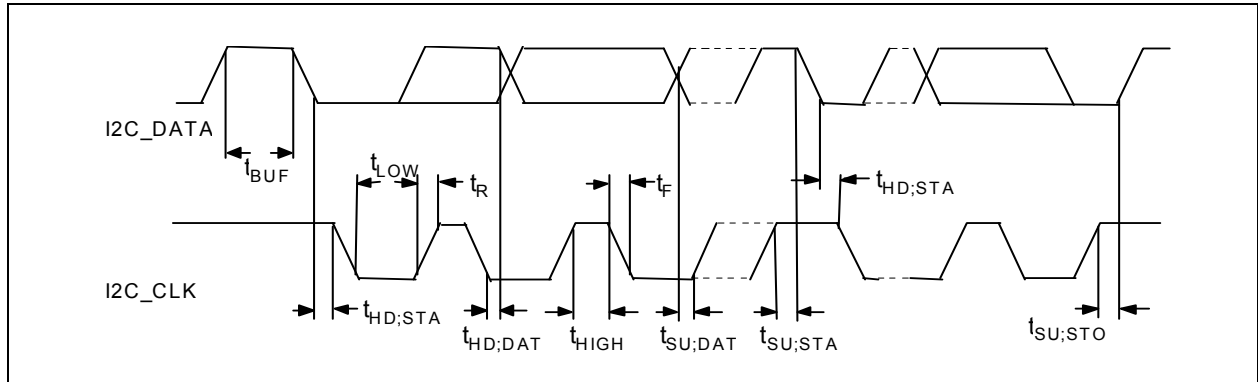 I2C_DATA
tBUF
tLOW
tR
tF
tHD;STA
I2C_CLK
tHD;STA
tHD;DAT
tHIGH
tSU;DAT
tSU;STA
tSU;STO